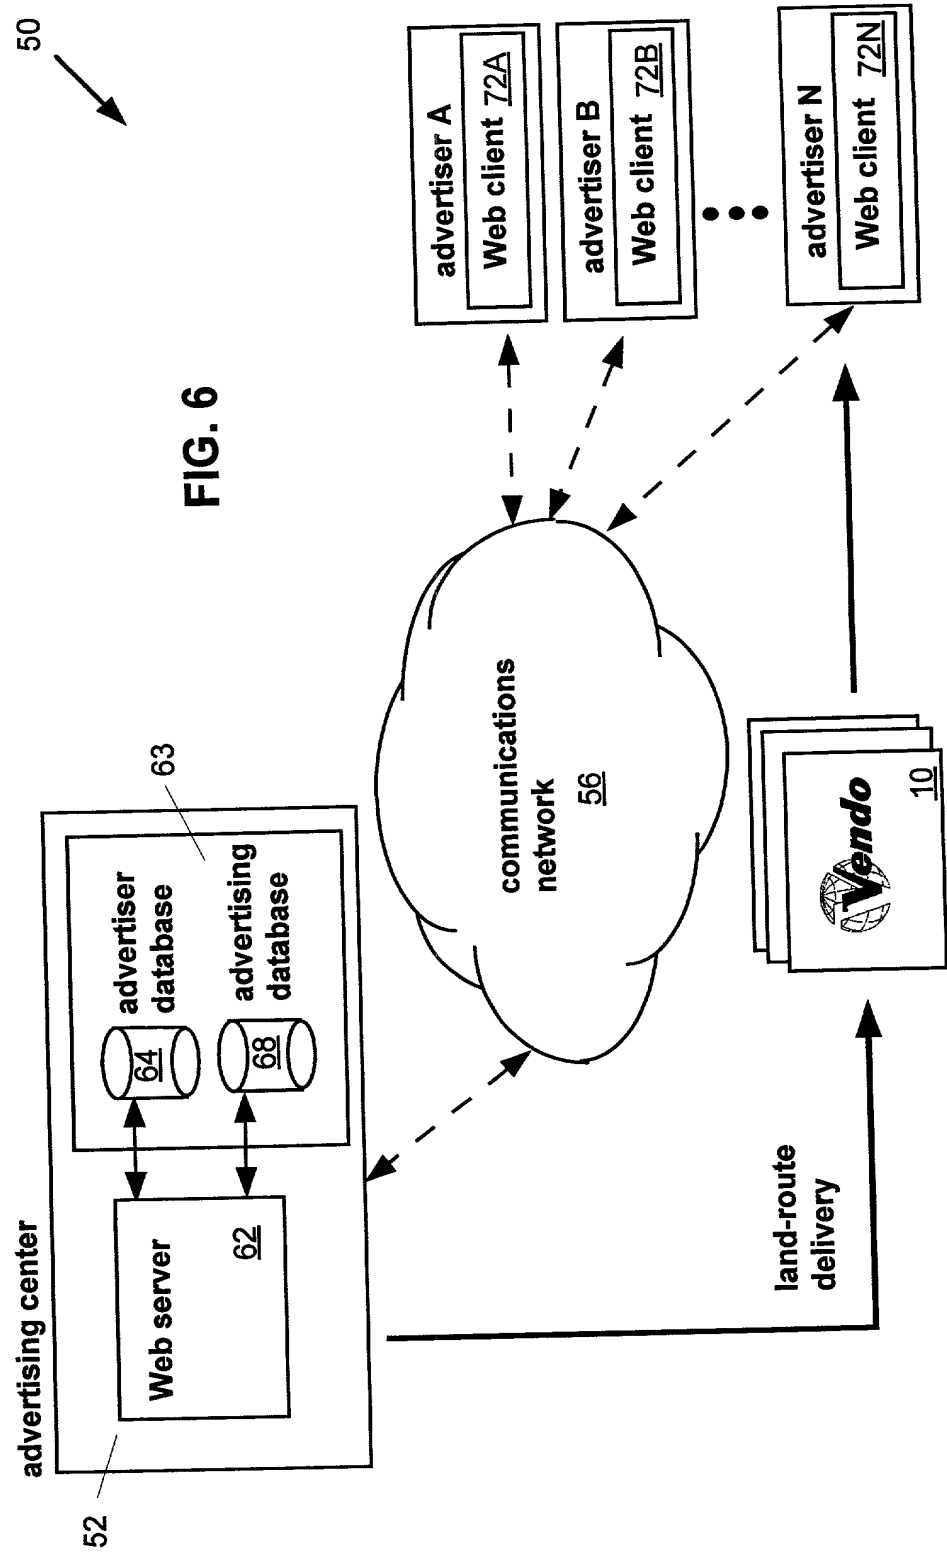 50
FIG. 6
advertising center
52
Web server
62
63
advertiser
database
64
advertising
database
68
communications
network
56
advertiser A
Web client 72A
advertiser B
Web client 72B
advertiser N
Web client 72N
land-route
delivery
Vendo
10